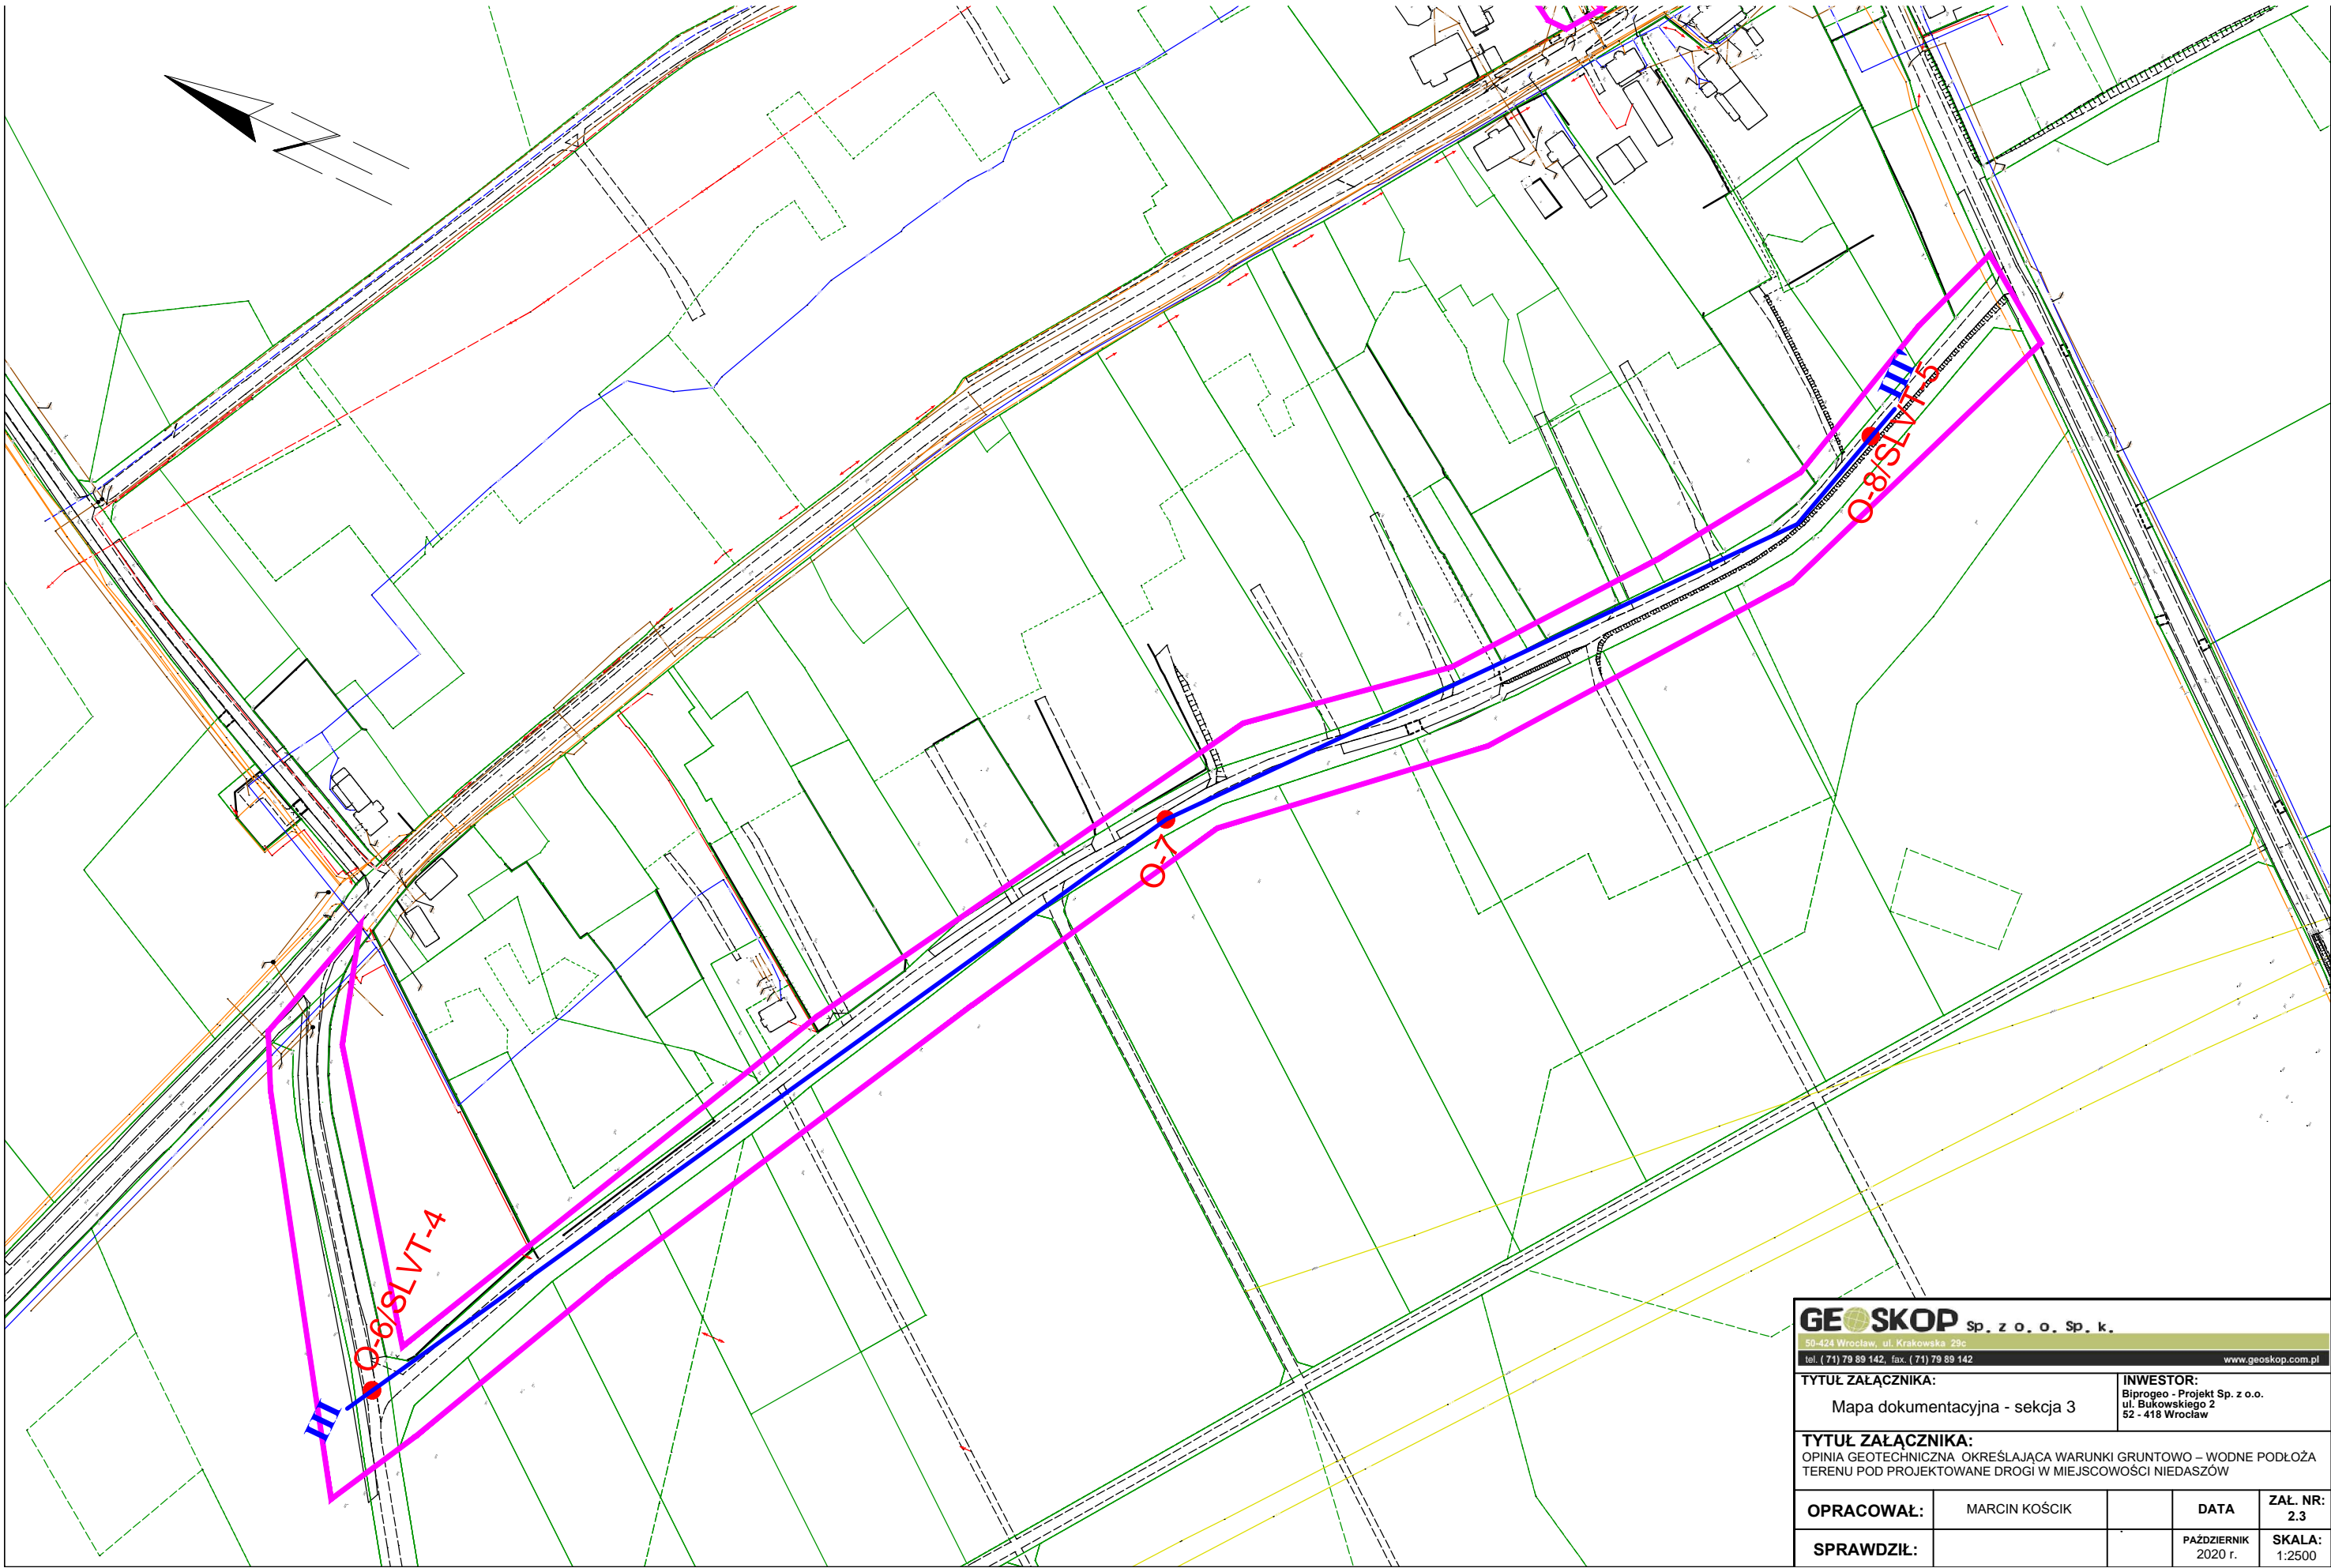 III'
O-8/SLVT-5
O-7
O-6/SLVT-4
III
GEOSKOP Sp. z o. o. Sp. k.
50-424 Wrocław, ul. Krakowska 29c
tel. ( 71) 79 89 142, fax. ( 71) 79 89 142 www.geoskop.com.pl
TYTUŁ ZAŁĄCZNIKA:
Mapa dokumentacyjna - sekcja 3
INWESTOR:
Biprogeo - Projekt Sp. z o.o.
ul. Bukowskiego 2
52 - 418 Wrocław
TYTUŁ ZAŁĄCZNIKA:
OPINIA GEOTECHNICZNA OKREŚLAJĄCA WARUNKI GRUNTOWO – WODNE PODŁOŻA
TERENU POD PROJEKTOWANE DROGI W MIEJSCOWOŚCI NIEDASZÓW
OPRACOWAŁ: MARCIN KOŚCIK DATA ZAŁ. NR:
2.3
SPRAWDZIŁ: PAŹDZIERNIK
2020 r.
SKALA:
1:2500